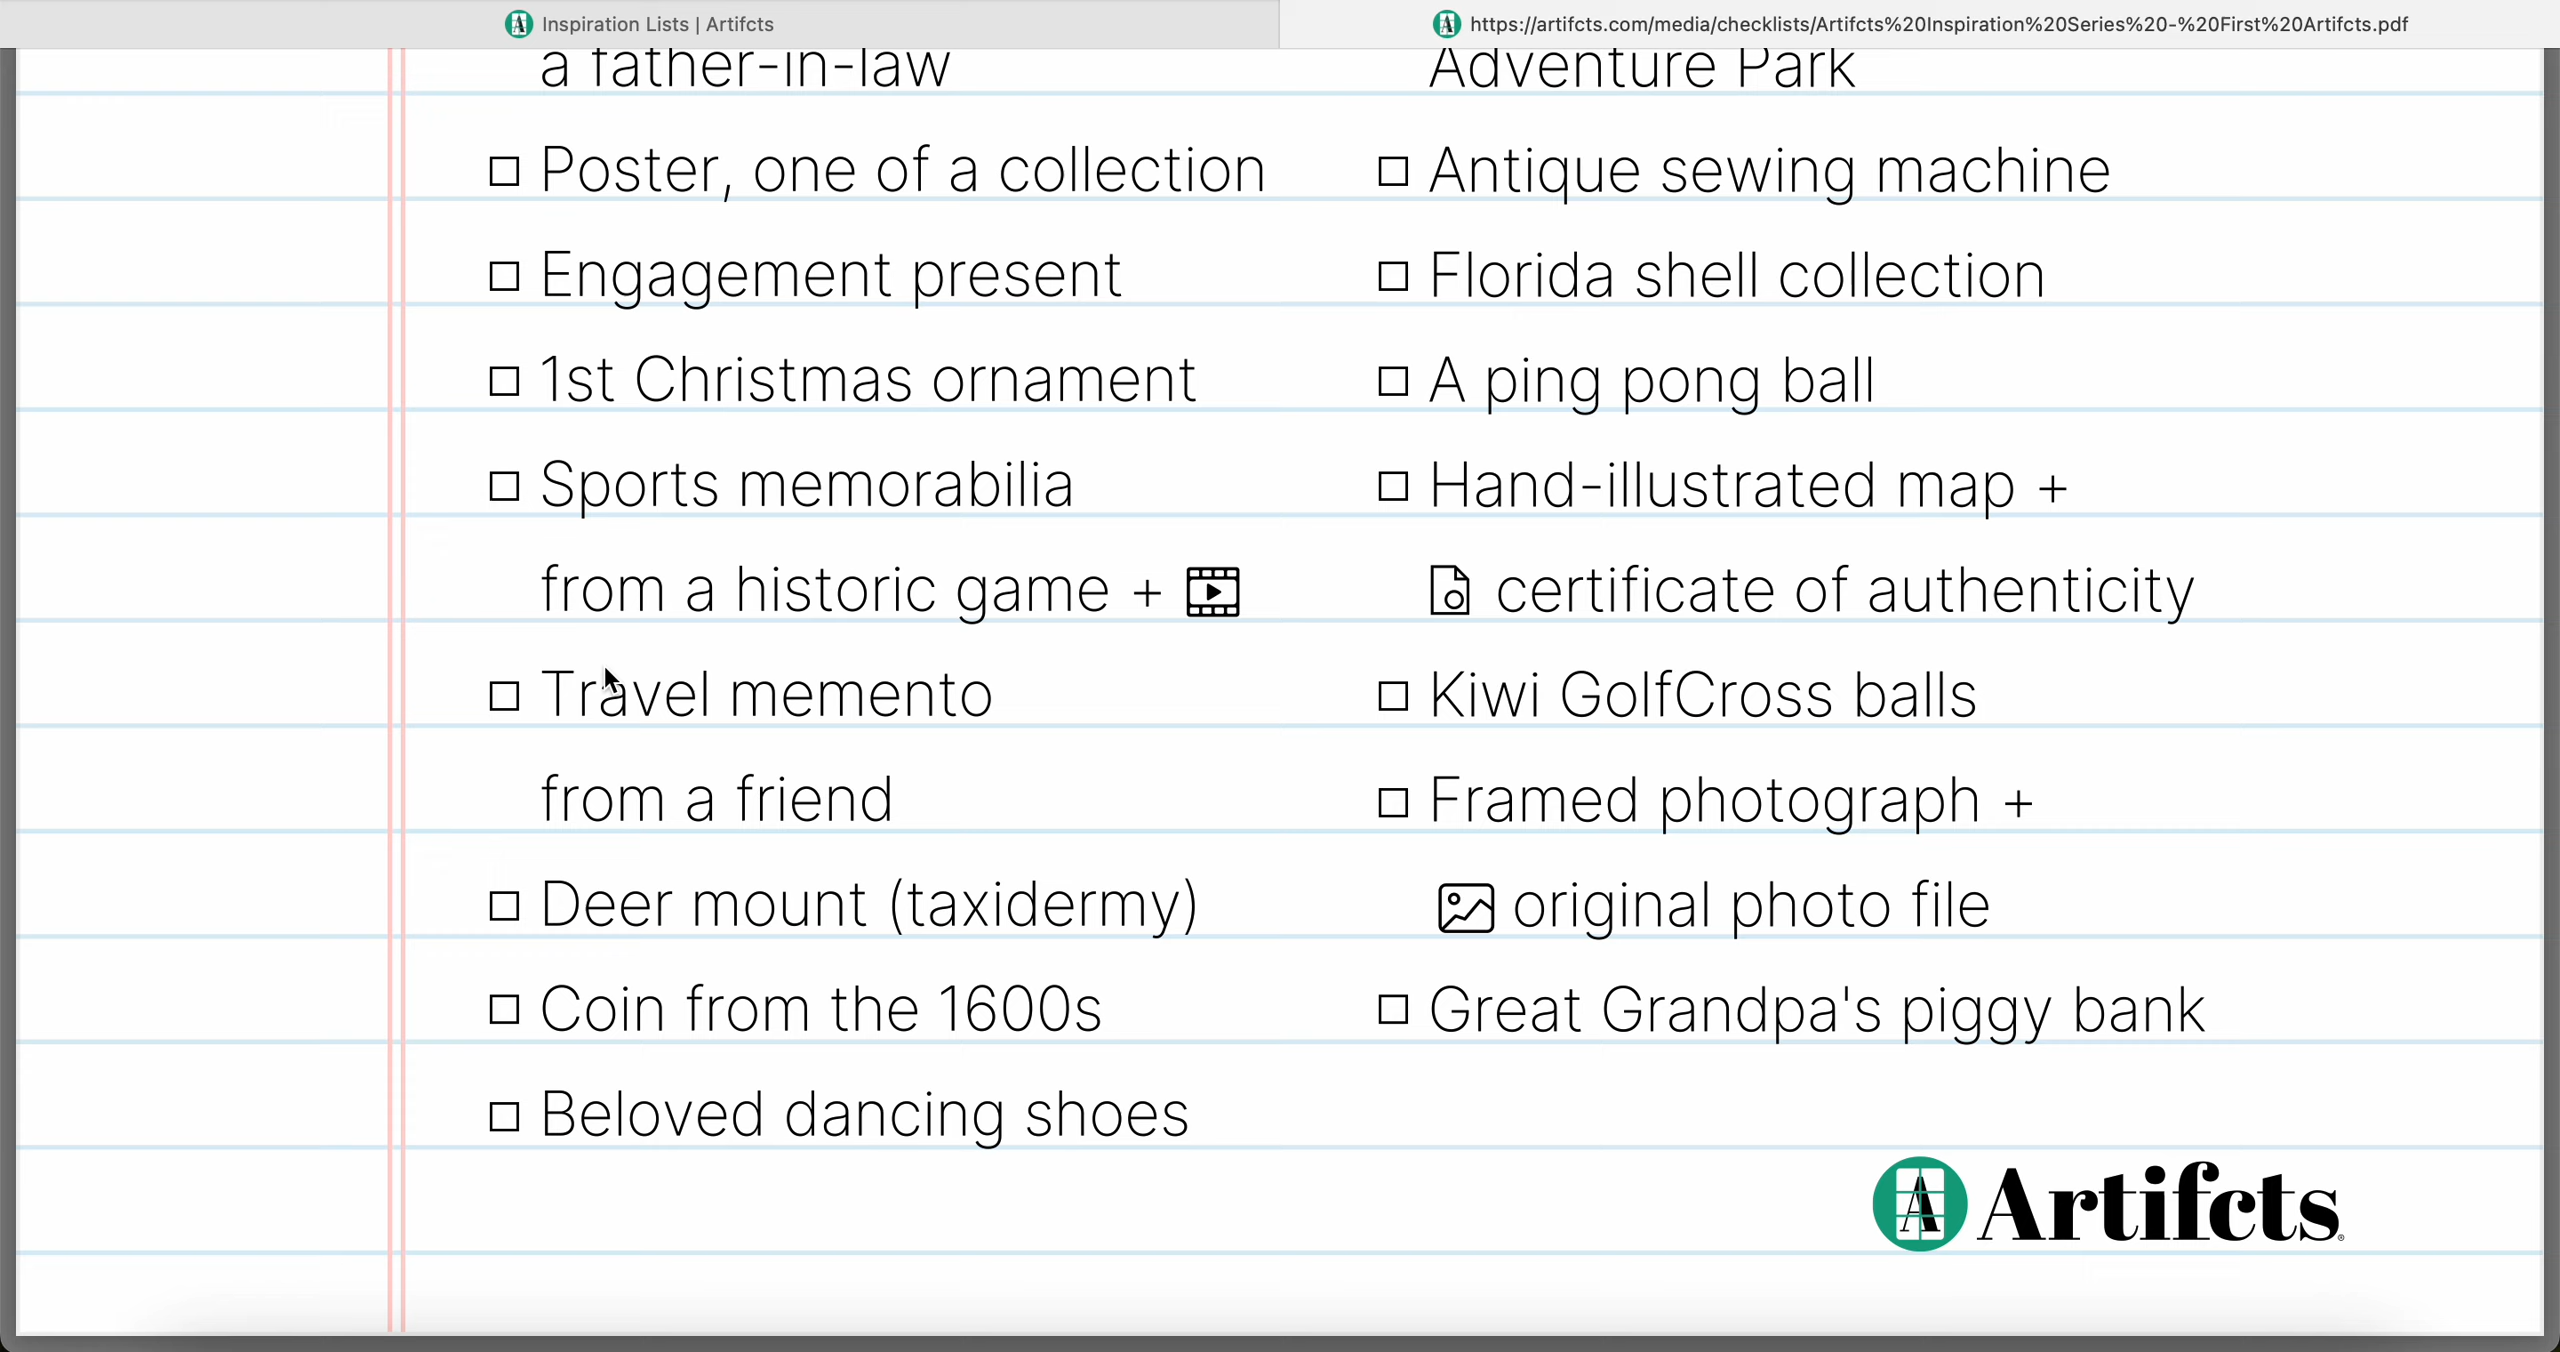 Inspiration Lists | Artifcts
https://artifcts.com/media/checklists/Artifcts%20Inspiration%20Series%20-%20First%20Artifcts.pdf
a father-in-law
☐ Poster, one of a collection
☐ Engagement present
☐ 1st Christmas ornament
☐ Sports memorabilia
from a historic game +
☐ Travel memento
from a friend
☐ Deer mount (taxidermy)
☐ Coin from the 1600s
☐ Beloved dancing shoes
Adventure Park
☐ Antique sewing machine
☐ Florida shell collection
☐ A ping pong ball
☐ Hand-illustrated map +
certificate of authenticity
☐ Kiwi GolfCross balls
☐ Framed photograph +
original photo file
☐ Great Grandpa's piggy bank
A Artifcts®